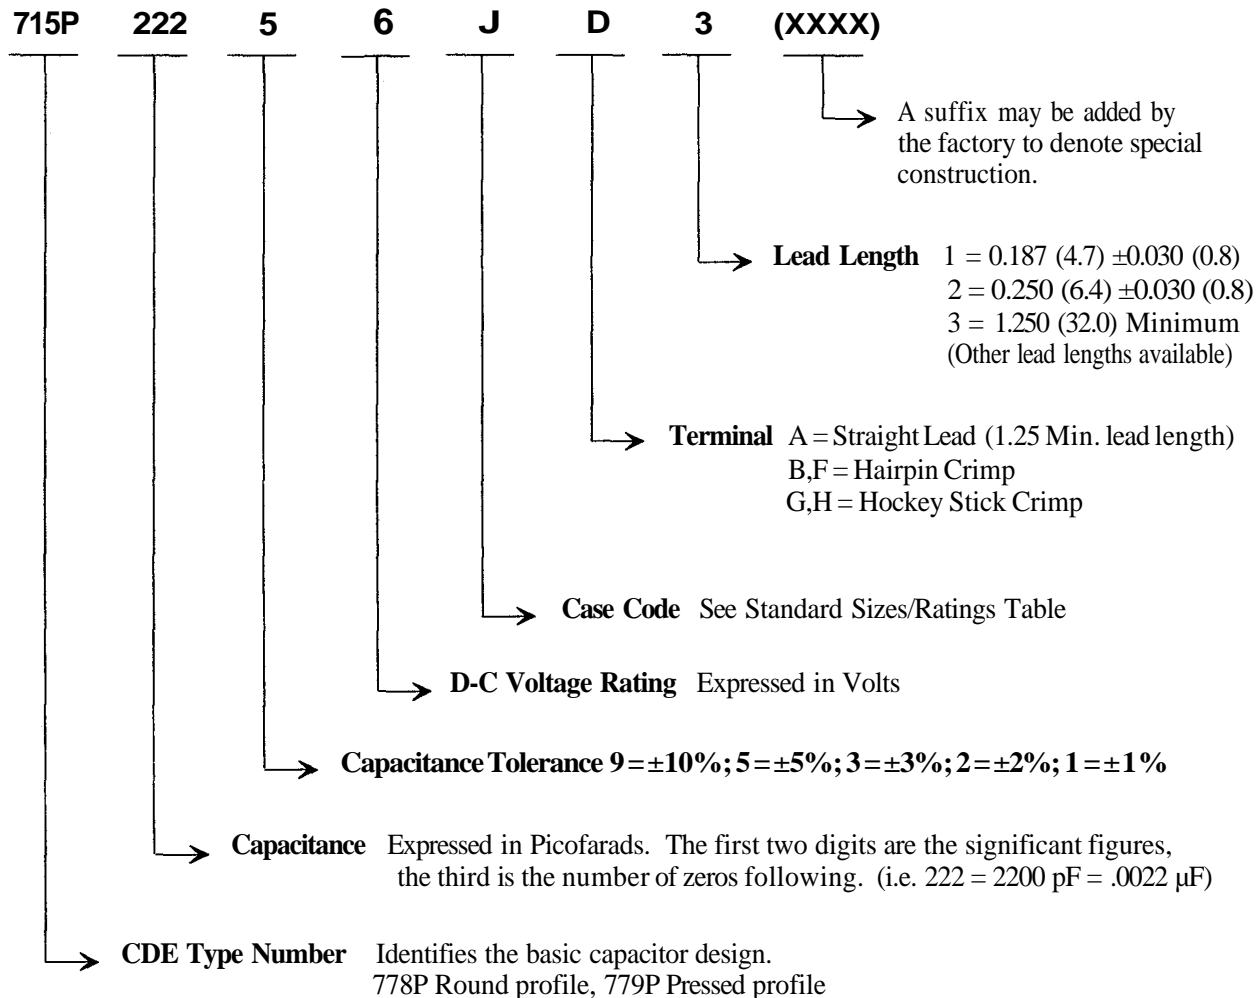 715P 222 5 6 J D 3 (XXXX)
A suffix may be added by
the factory to denote special
construction.
Lead Length 1 = 0.187 (4.7) ±0.030 (0.8)
2 = 0.250 (6.4) ±0.030 (0.8)
3 = 1.250 (32.0) Minimum
(Other lead lengths available)
Terminal A = Straight Lead (1.25 Min. lead length)
B,F = Hairpin Crimp
G,H = Hockey Stick Crimp
Case Code See Standard Sizes/Ratings Table
D-C Voltage Rating Expressed in Volts
Capacitance Tolerance 9 = ±10%; 5 = ±5%; 3 = ±3%; 2 = ±2%; 1 = ±1%
Capacitance Expressed in Picofarads. The first two digits are the significant figures,
the third is the number of zeros following. (i.e. 222 = 2200 pF = .0022 µF)
CDE Type Number Identifies the basic capacitor design.
778P Round profile, 779P Pressed profile